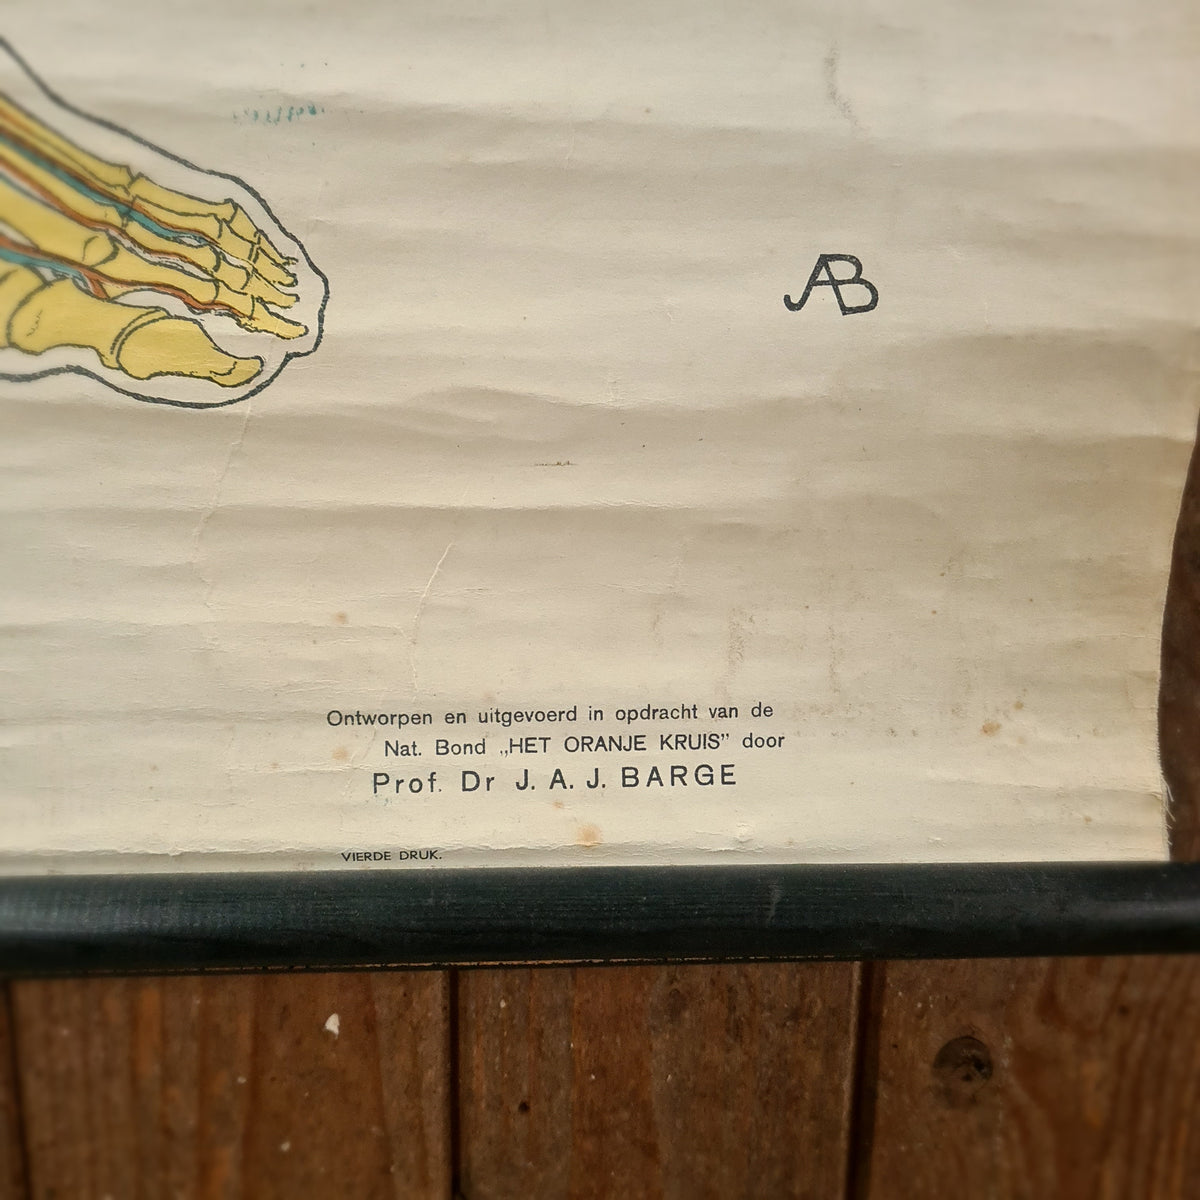 AB
Ontworpen en uitgevoerd in opdracht van de
Nat. Bond „HET ORANJE KRUIS” door
Prof. Dr J. A. J. BARGE
VIERDE DRUK.